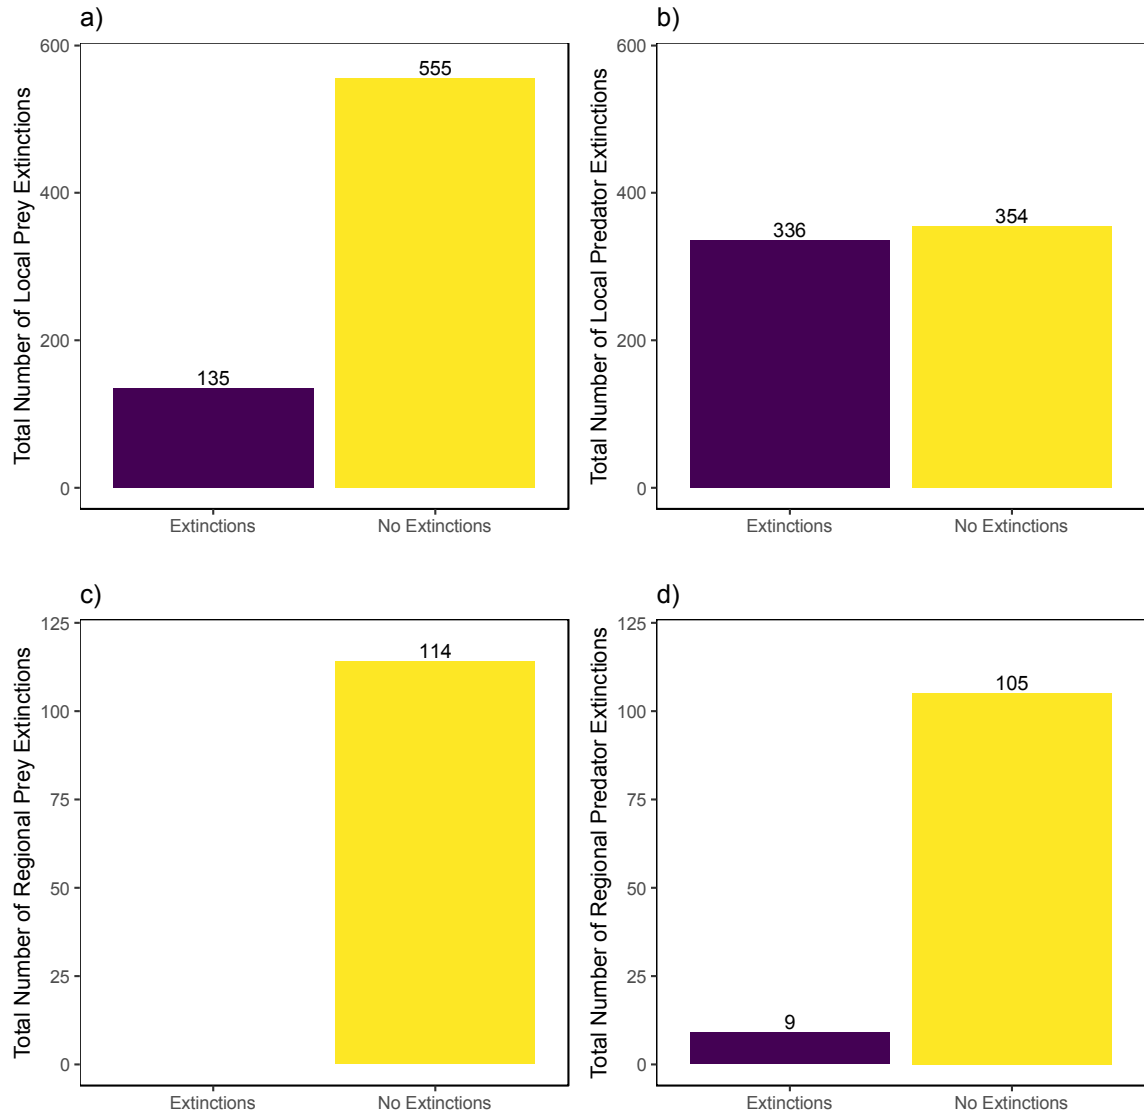 a)
Total Number of Local Prey Extinctions
600
400
200
0
135
555
Extinctions
No Extinctions
b)
Total Number of Local Predator Extinctions
600
400
200
0
336
354
Extinctions
No Extinctions
c)
Total Number of Regional Prey Extinctions
125
100
75
50
25
0
114
Extinctions
No Extinctions
d)
Total Number of Regional Predator Extinctions
125
100
75
50
25
0
9
105
Extinctions
No Extinctions